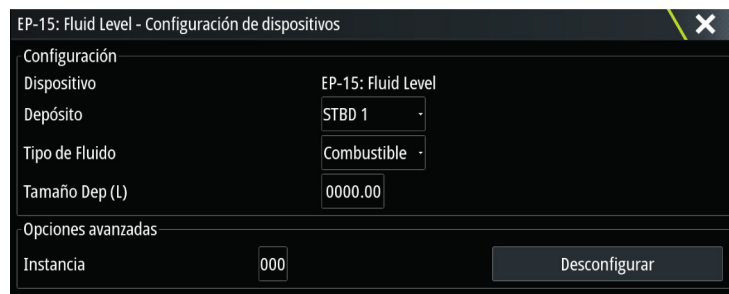 EP-15: Fluid Level - Configuración de dispositivos
Configuración
Dispositivo EP-15: Fluid Level
Depósito STBD 1
Tipo de Fluido Combustible
Tamaño Dep (L) 0000.00
Opciones avanzadas
Instancia 000 Desconfigurar